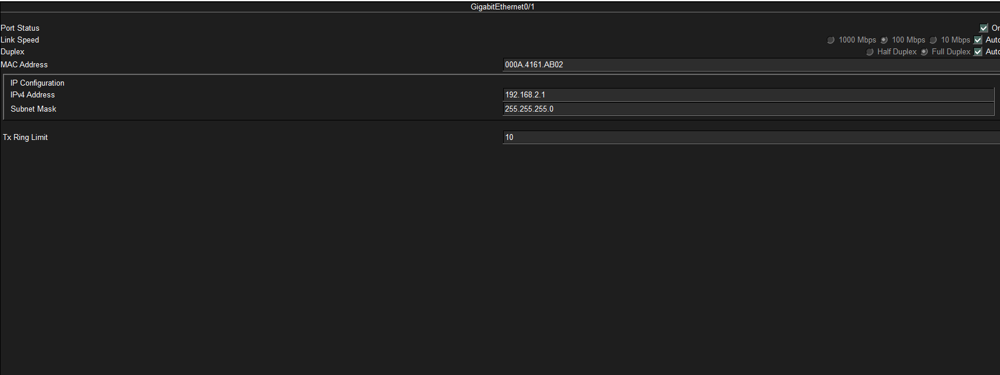 GigabitEthernet0/1
Port Status On
Link Speed 1000 Mbps 100 Mbps 10 Mbps Auto
Duplex Half Duplex Full Duplex Auto
MAC Address 000A.4161.AB02
IP Configuration
IPv4 Address 192.168.2.1
Subnet Mask 255.255.255.0
Tx Ring Limit 10